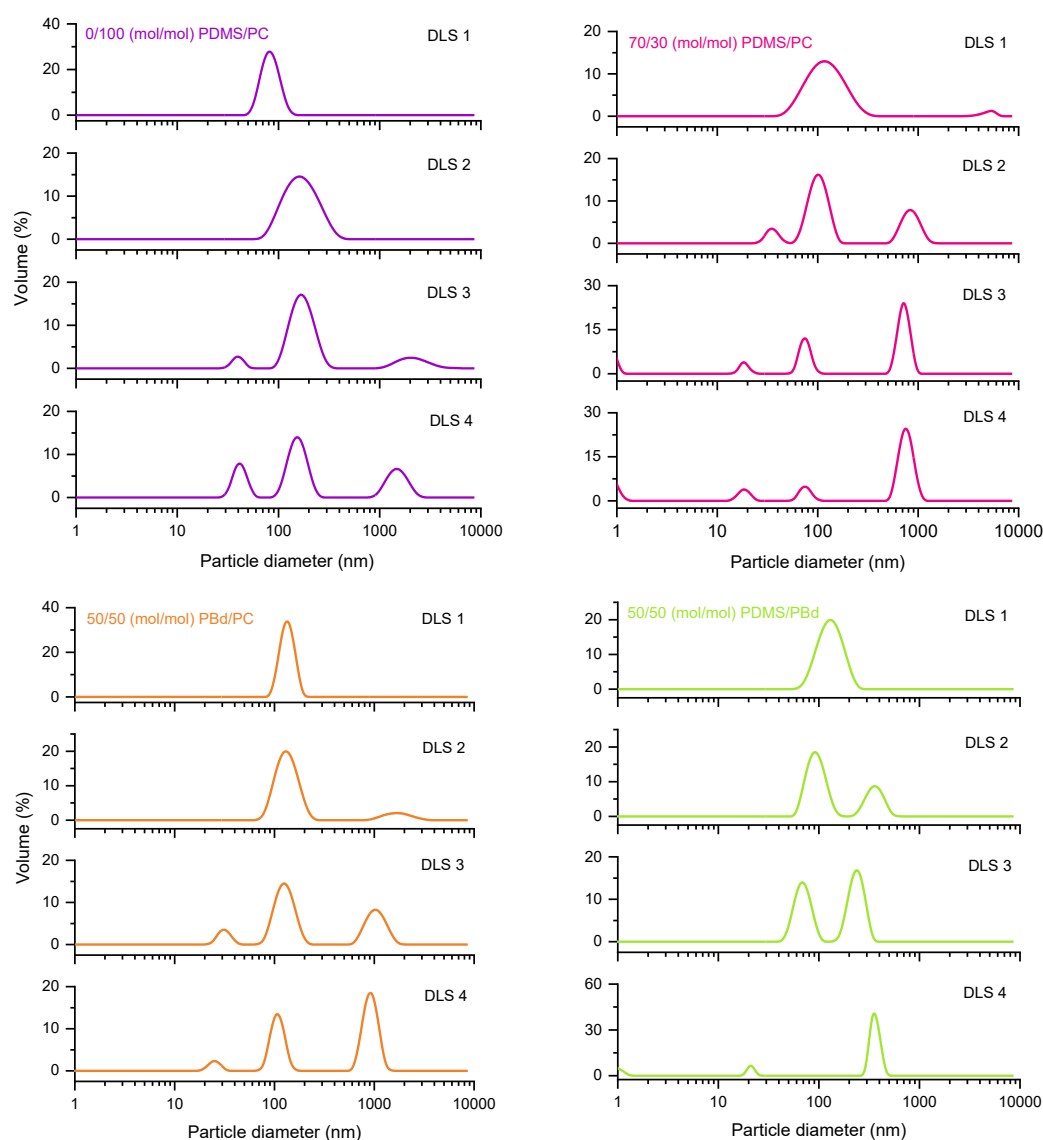 0/100 (mol/mol) PDMS/PC
DLS 1
40
20
0
DLS 2
20
10
0
DLS 3
20
10
0
DLS 4
20
10
0
1 10 100 1000 10000
Volume (%)
Particle diameter (nm)
70/30 (mol/mol) PDMS/PC
DLS 1
20
10
0
DLS 2
20
10
0
DLS 3
30
15
0
DLS 4
30
15
0
1 10 100 1000 10000
Particle diameter (nm)
50/50 (mol/mol) PBd/PC
DLS 1
40
20
0
DLS 2
20
10
0
DLS 3
20
10
0
DLS 4
20
10
0
1 10 100 1000 10000
Volume (%)
Particle diameter (nm)
50/50 (mol/mol) PDMS/PBd
DLS 1
20
10
0
DLS 2
20
10
0
DLS 3
20
10
0
DLS 4
60
30
0
1 10 100 1000 10000
Particle diameter (nm)